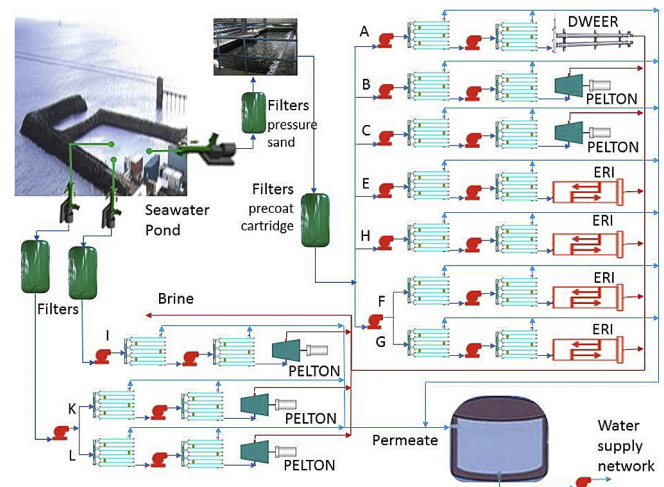 A
DWEER
B
PELTON
C
PELTON
E
ERI
H
ERI
F
ERI
G
ERI
Filters
pressure
sand
Filters
precoat
cartridge
Seawater
Pond
Filters
Brine
I
PELTON
K
PELTON
L
PELTON
Permeate
Water
supply
network